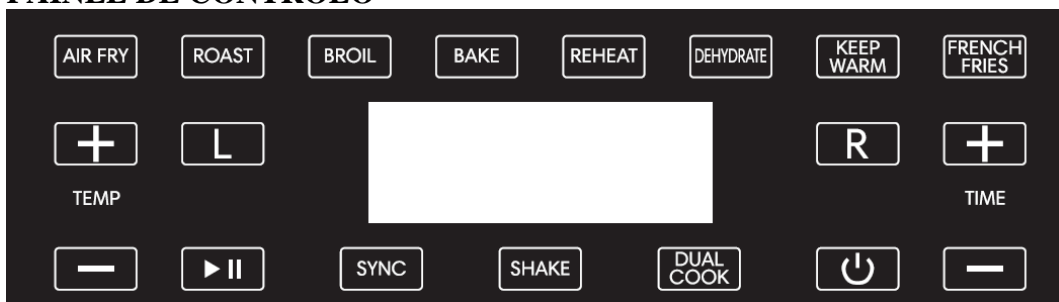 PAINEL DE CONTROLO
AIR FRY ROAST BROIL BAKE REHEAT DEHYDRATE KEEP WARM FRENCH FRIES
+ L R +
TEMP TIME
− ▶II SYNC SHAKE DUAL COOK ⏻ −